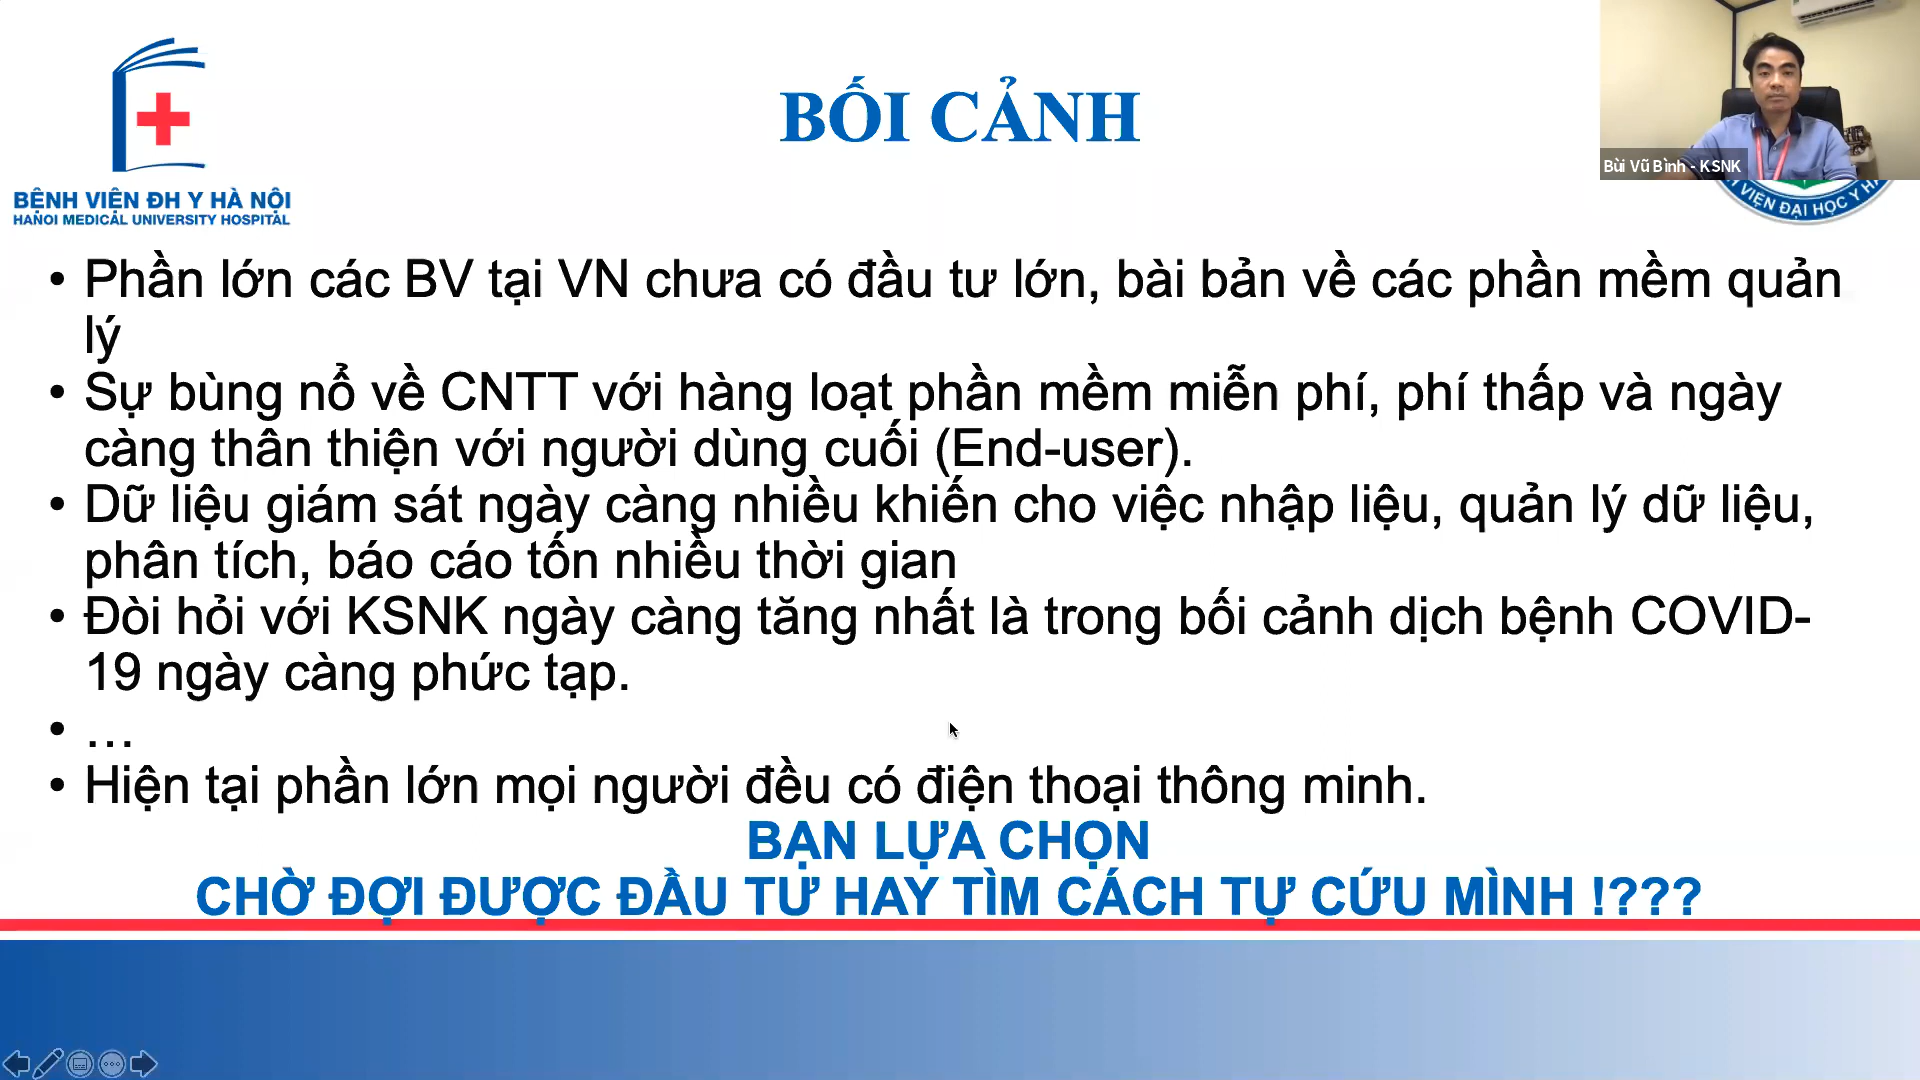 BỐI CẢNH
BỆNH VIỆN ĐH Y HÀ NỘI
HANOI MEDICAL UNIVERSITY HOSPITAL
Bùi Vũ Bình - KSNK
VIỆN ĐẠI HỌC Y
• Phần lớn các BV tại VN chưa có đầu tư lớn, bài bản về các phần mềm quản
lý
• Sự bùng nổ về CNTT với hàng loạt phần mềm miễn phí, phí thấp và ngày
càng thân thiện với người dùng cuối (End-user).
• Dữ liệu giám sát ngày càng nhiều khiến cho việc nhập liệu, quản lý dữ liệu,
phân tích, báo cáo tốn nhiều thời gian
• Đòi hỏi với KSNK ngày càng tăng nhất là trong bối cảnh dịch bệnh COVID-
19 ngày càng phức tạp.
• …
• Hiện tại phần lớn mọi người đều có điện thoại thông minh.
BẠN LỰA CHỌN
CHỜ ĐỢI ĐƯỢC ĐẦU TƯ HAY TÌM CÁCH TỰ CỨU MÌNH !???